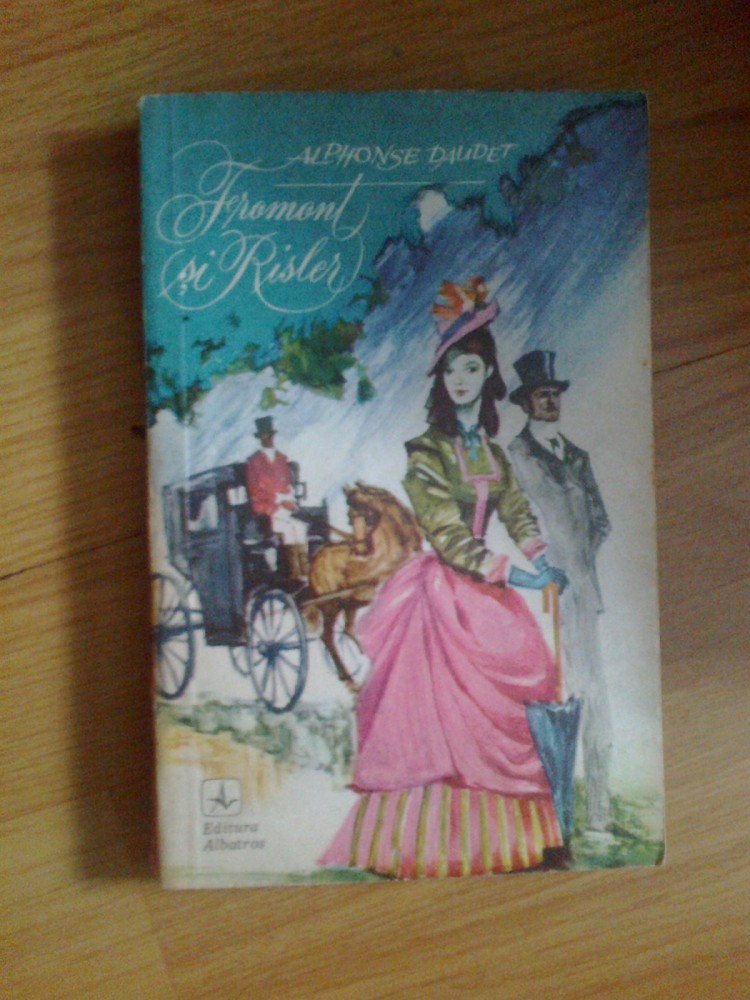 ALPHONSE DAUDET
Fromont
și Risler
Editura
Albatros